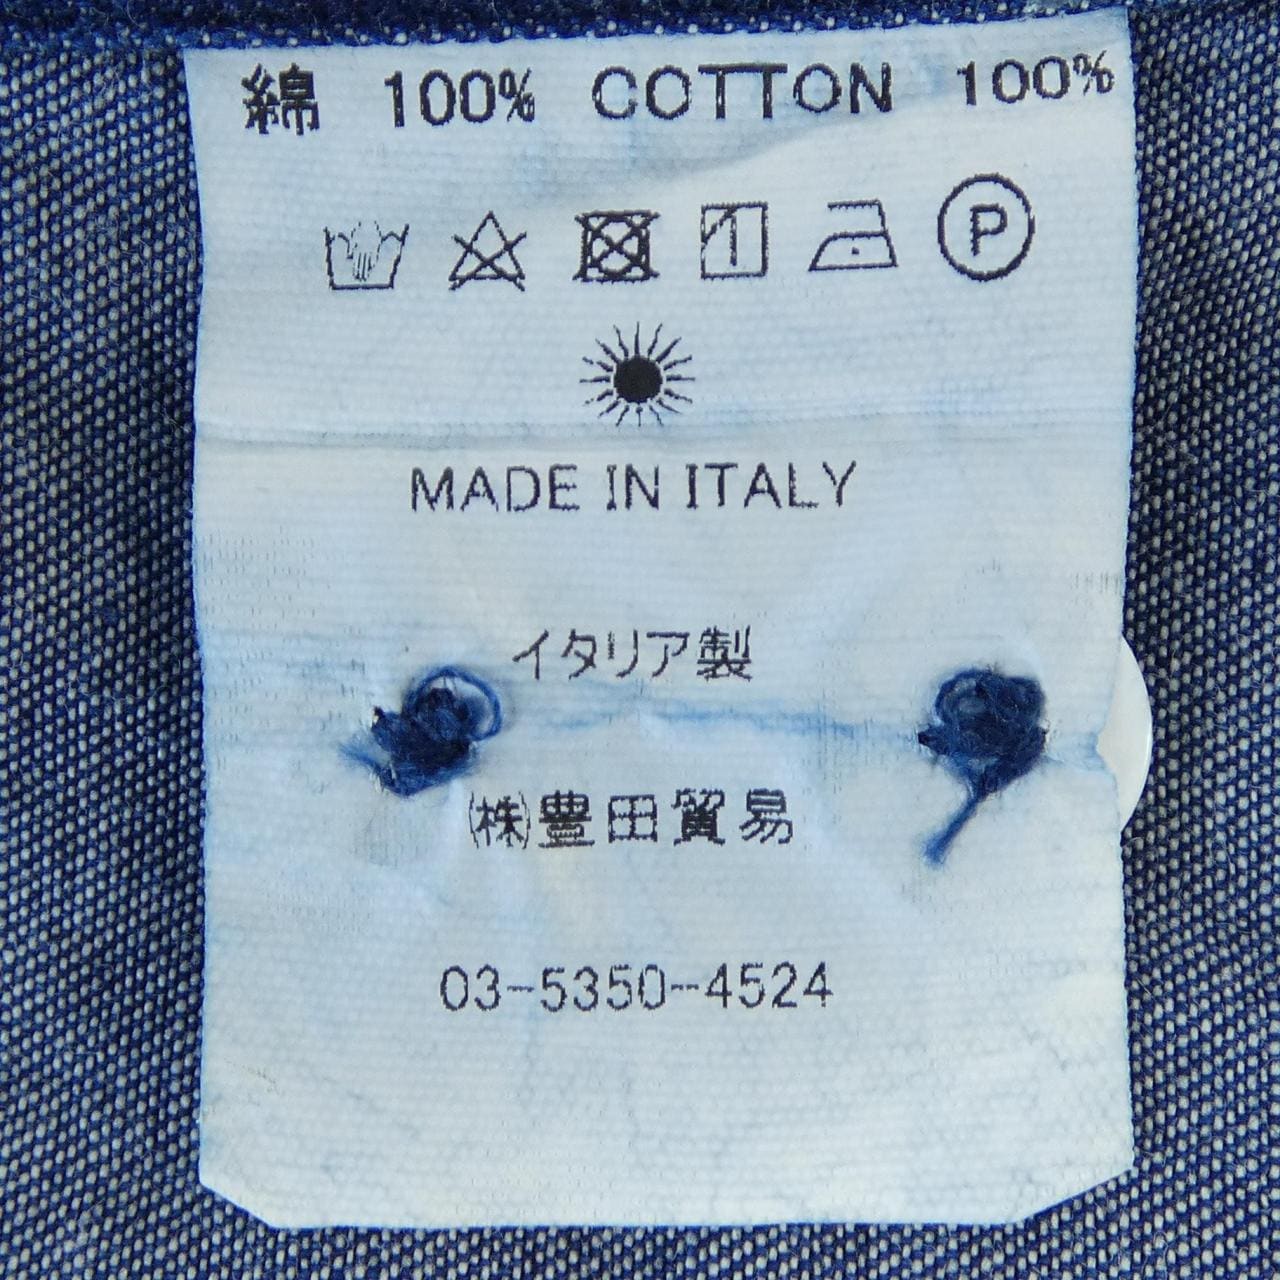 綿 100% COTTON 100%
P
MADE IN ITALY
イタリア製
㈱豊田貿易
03-5350-4524